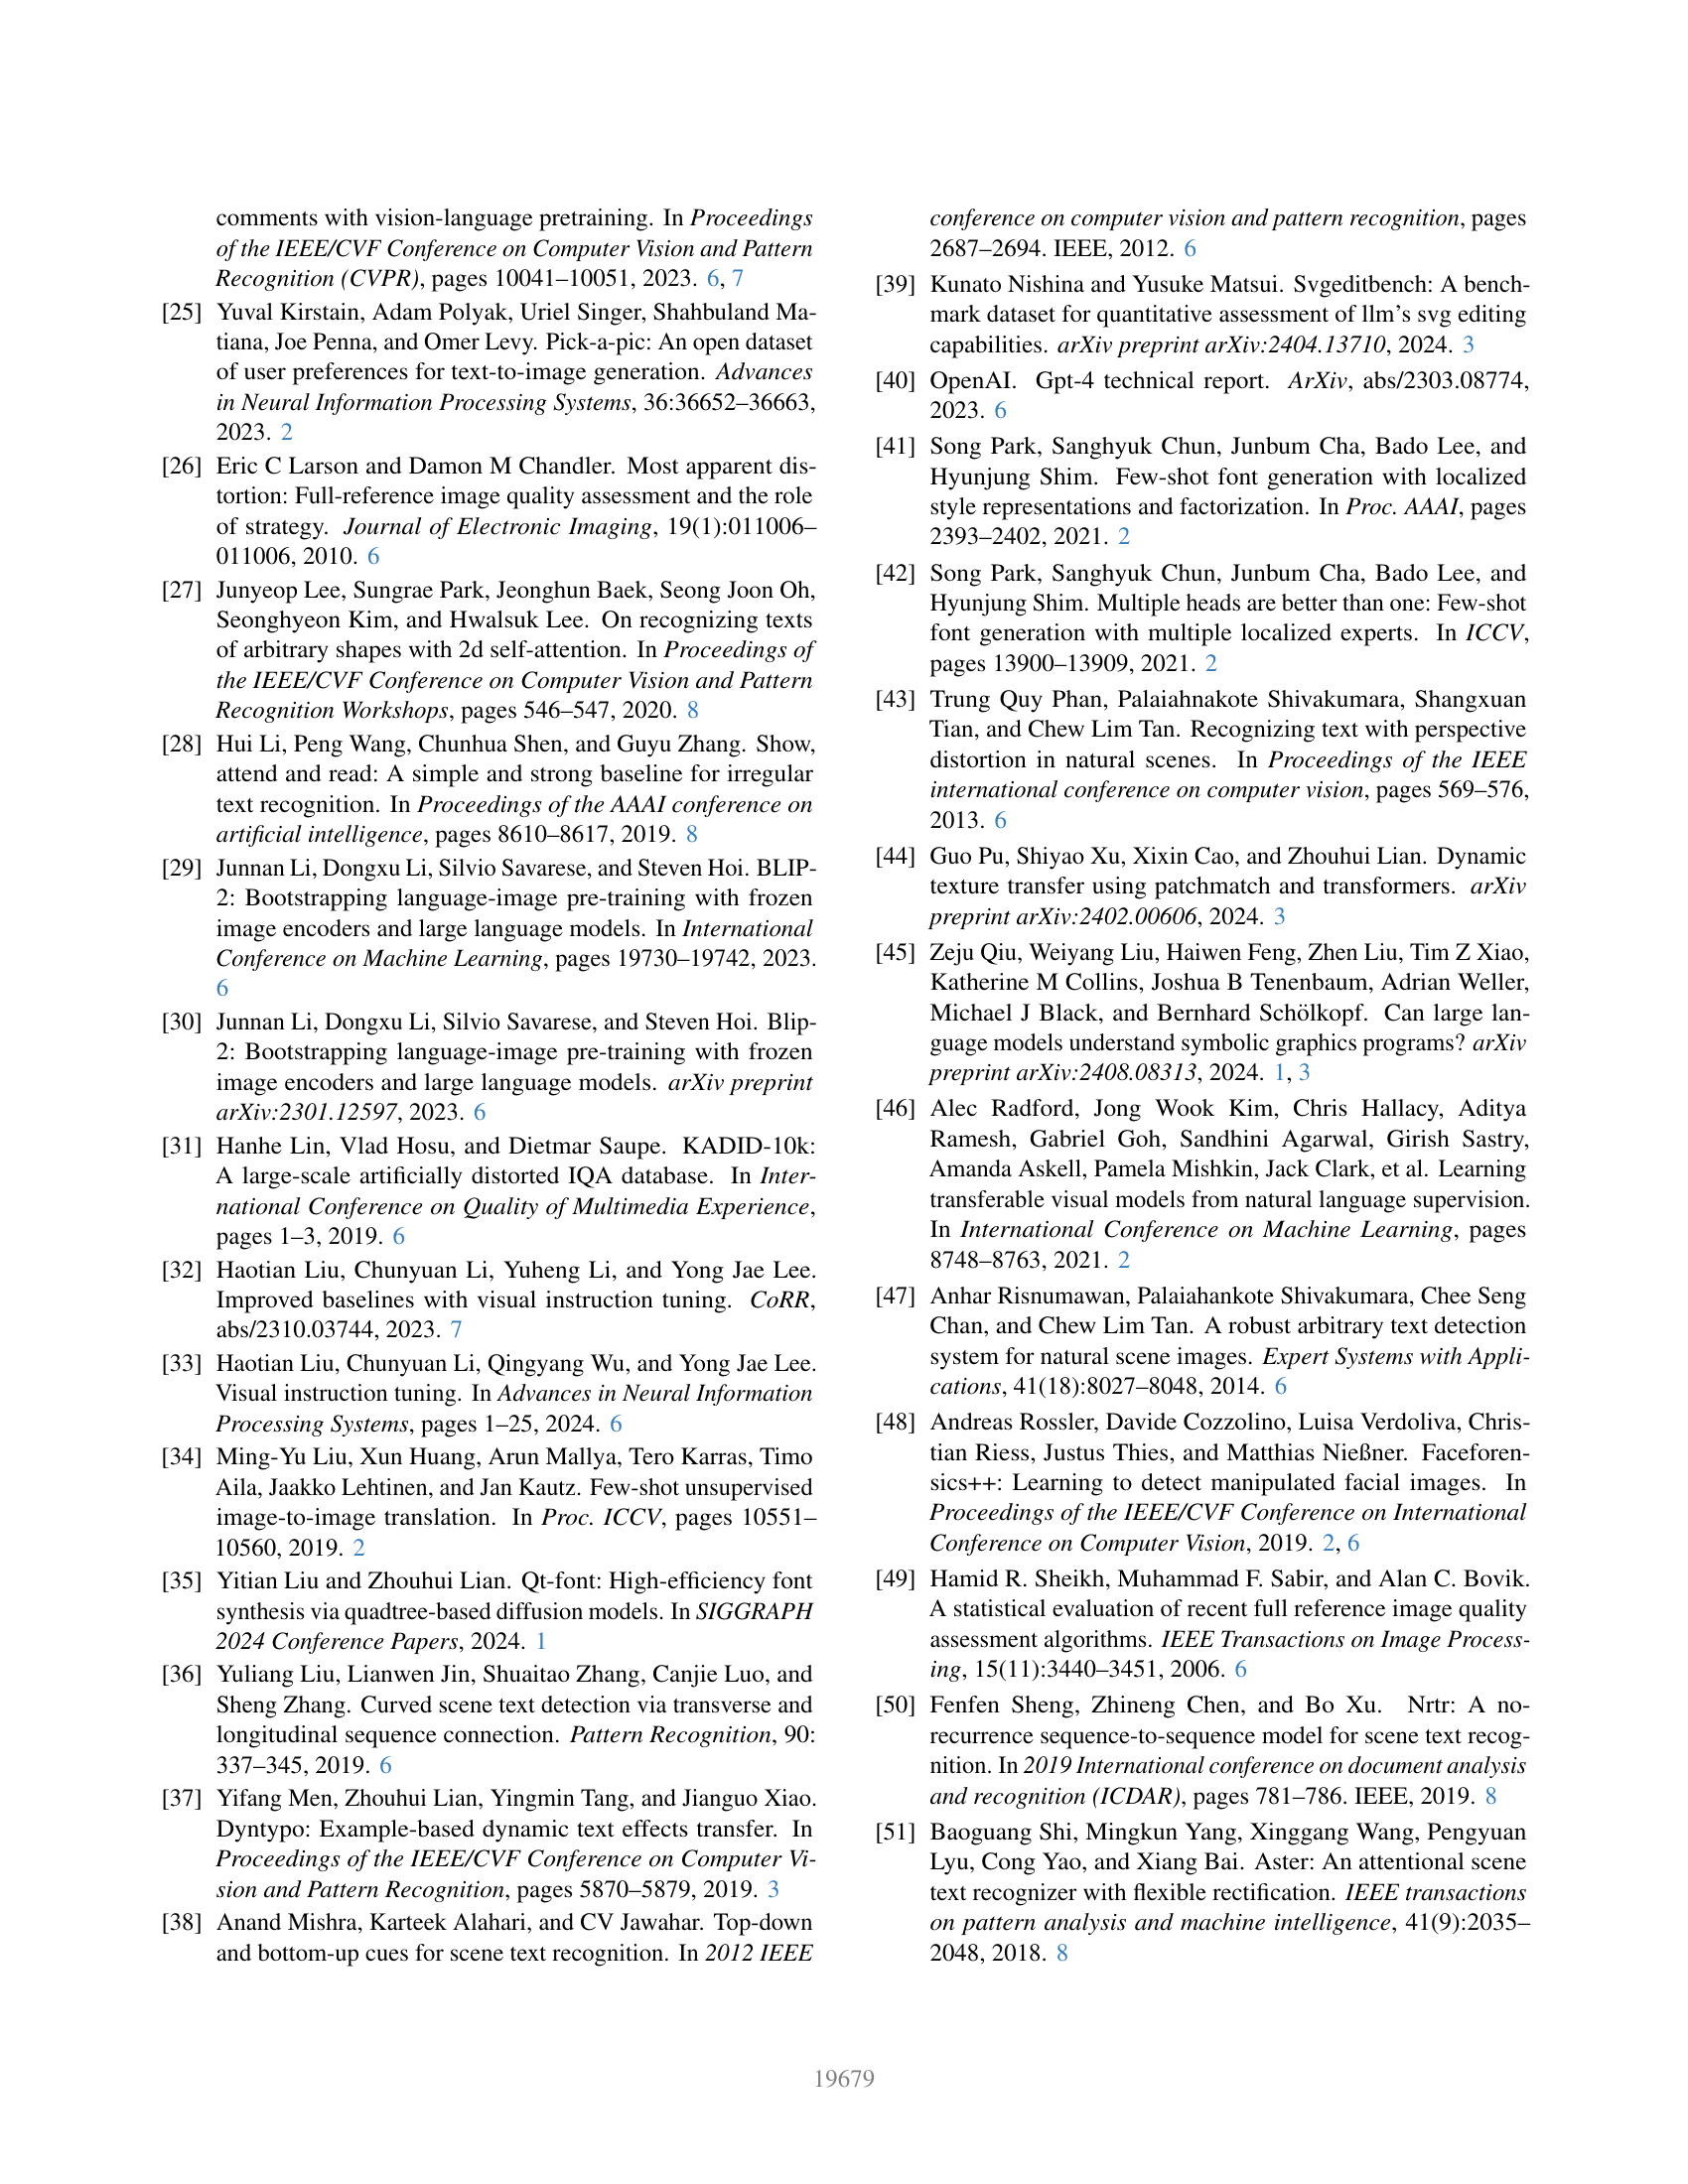 comments with vision-language pretraining. In Proceedings
of the IEEE/CVF Conference on Computer Vision and Pattern
Recognition (CVPR), pages 10041–10051, 2023. 6, 7
[25] Yuval Kirstain, Adam Polyak, Uriel Singer, Shahbuland Ma-
tiana, Joe Penna, and Omer Levy. Pick-a-pic: An open dataset
of user preferences for text-to-image generation. Advances
in Neural Information Processing Systems, 36:36652–36663,
2023. 2
[26] Eric C Larson and Damon M Chandler. Most apparent dis-
tortion: Full-reference image quality assessment and the role
of strategy. Journal of Electronic Imaging, 19(1):011006–
011006, 2010. 6
[27] Junyeop Lee, Sungrae Park, Jeonghun Baek, Seong Joon Oh,
Seonghyeon Kim, and Hwalsuk Lee. On recognizing texts
of arbitrary shapes with 2d self-attention. In Proceedings of
the IEEE/CVF Conference on Computer Vision and Pattern
Recognition Workshops, pages 546–547, 2020. 8
[28] Hui Li, Peng Wang, Chunhua Shen, and Guyu Zhang. Show,
attend and read: A simple and strong baseline for irregular
text recognition. In Proceedings of the AAAI conference on
artificial intelligence, pages 8610–8617, 2019. 8
[29] Junnan Li, Dongxu Li, Silvio Savarese, and Steven Hoi. BLIP-
2: Bootstrapping language-image pre-training with frozen
image encoders and large language models. In International
Conference on Machine Learning, pages 19730–19742, 2023.
6
[30] Junnan Li, Dongxu Li, Silvio Savarese, and Steven Hoi. Blip-
2: Bootstrapping language-image pre-training with frozen
image encoders and large language models. arXiv preprint
arXiv:2301.12597, 2023. 6
[31] Hanhe Lin, Vlad Hosu, and Dietmar Saupe. KADID-10k:
A large-scale artificially distorted IQA database. In Inter-
national Conference on Quality of Multimedia Experience,
pages 1–3, 2019. 6
[32] Haotian Liu, Chunyuan Li, Yuheng Li, and Yong Jae Lee.
Improved baselines with visual instruction tuning. CoRR,
abs/2310.03744, 2023. 7
[33] Haotian Liu, Chunyuan Li, Qingyang Wu, and Yong Jae Lee.
Visual instruction tuning. In Advances in Neural Information
Processing Systems, pages 1–25, 2024. 6
[34] Ming-Yu Liu, Xun Huang, Arun Mallya, Tero Karras, Timo
Aila, Jaakko Lehtinen, and Jan Kautz. Few-shot unsupervised
image-to-image translation. In Proc. ICCV, pages 10551–
10560, 2019. 2
[35] Yitian Liu and Zhouhui Lian. Qt-font: High-efficiency font
synthesis via quadtree-based diffusion models. In SIGGRAPH
2024 Conference Papers, 2024. 1
[36] Yuliang Liu, Lianwen Jin, Shuaitao Zhang, Canjie Luo, and
Sheng Zhang. Curved scene text detection via transverse and
longitudinal sequence connection. Pattern Recognition, 90:
337–345, 2019. 6
[37] Yifang Men, Zhouhui Lian, Yingmin Tang, and Jianguo Xiao.
Dyntypo: Example-based dynamic text effects transfer. In
Proceedings of the IEEE/CVF Conference on Computer Vi-
sion and Pattern Recognition, pages 5870–5879, 2019. 3
[38] Anand Mishra, Karteek Alahari, and CV Jawahar. Top-down
and bottom-up cues for scene text recognition. In 2012 IEEE
conference on computer vision and pattern recognition, pages
2687–2694. IEEE, 2012. 6
[39] Kunato Nishina and Yusuke Matsui. Svgeditbench: A bench-
mark dataset for quantitative assessment of llm's svg editing
capabilities. arXiv preprint arXiv:2404.13710, 2024. 3
[40] OpenAI. Gpt-4 technical report. ArXiv, abs/2303.08774,
2023. 6
[41] Song Park, Sanghyuk Chun, Junbum Cha, Bado Lee, and
Hyunjung Shim. Few-shot font generation with localized
style representations and factorization. In Proc. AAAI, pages
2393–2402, 2021. 2
[42] Song Park, Sanghyuk Chun, Junbum Cha, Bado Lee, and
Hyunjung Shim. Multiple heads are better than one: Few-shot
font generation with multiple localized experts. In ICCV,
pages 13900–13909, 2021. 2
[43] Trung Quy Phan, Palaiahnakote Shivakumara, Shangxuan
Tian, and Chew Lim Tan. Recognizing text with perspective
distortion in natural scenes. In Proceedings of the IEEE
international conference on computer vision, pages 569–576,
2013. 6
[44] Guo Pu, Shiyao Xu, Xixin Cao, and Zhouhui Lian. Dynamic
texture transfer using patchmatch and transformers. arXiv
preprint arXiv:2402.00606, 2024. 3
[45] Zeju Qiu, Weiyang Liu, Haiwen Feng, Zhen Liu, Tim Z Xiao,
Katherine M Collins, Joshua B Tenenbaum, Adrian Weller,
Michael J Black, and Bernhard Schölkopf. Can large lan-
guage models understand symbolic graphics programs? arXiv
preprint arXiv:2408.08313, 2024. 1, 3
[46] Alec Radford, Jong Wook Kim, Chris Hallacy, Aditya
Ramesh, Gabriel Goh, Sandhini Agarwal, Girish Sastry,
Amanda Askell, Pamela Mishkin, Jack Clark, et al. Learning
transferable visual models from natural language supervision.
In International Conference on Machine Learning, pages
8748–8763, 2021. 2
[47] Anhar Risnumawan, Palaiahankote Shivakumara, Chee Seng
Chan, and Chew Lim Tan. A robust arbitrary text detection
system for natural scene images. Expert Systems with Appli-
cations, 41(18):8027–8048, 2014. 6
[48] Andreas Rossler, Davide Cozzolino, Luisa Verdoliva, Chris-
tian Riess, Justus Thies, and Matthias Nießner. Faceforen-
sics++: Learning to detect manipulated facial images. In
Proceedings of the IEEE/CVF Conference on International
Conference on Computer Vision, 2019. 2, 6
[49] Hamid R. Sheikh, Muhammad F. Sabir, and Alan C. Bovik.
A statistical evaluation of recent full reference image quality
assessment algorithms. IEEE Transactions on Image Process-
ing, 15(11):3440–3451, 2006. 6
[50] Fenfen Sheng, Zhineng Chen, and Bo Xu. Nrtr: A no-
recurrence sequence-to-sequence model for scene text recog-
nition. In 2019 International conference on document analysis
and recognition (ICDAR), pages 781–786. IEEE, 2019. 8
[51] Baoguang Shi, Mingkun Yang, Xinggang Wang, Pengyuan
Lyu, Cong Yao, and Xiang Bai. Aster: An attentional scene
text recognizer with flexible rectification. IEEE transactions
on pattern analysis and machine intelligence, 41(9):2035–
2048, 2018. 8
19679